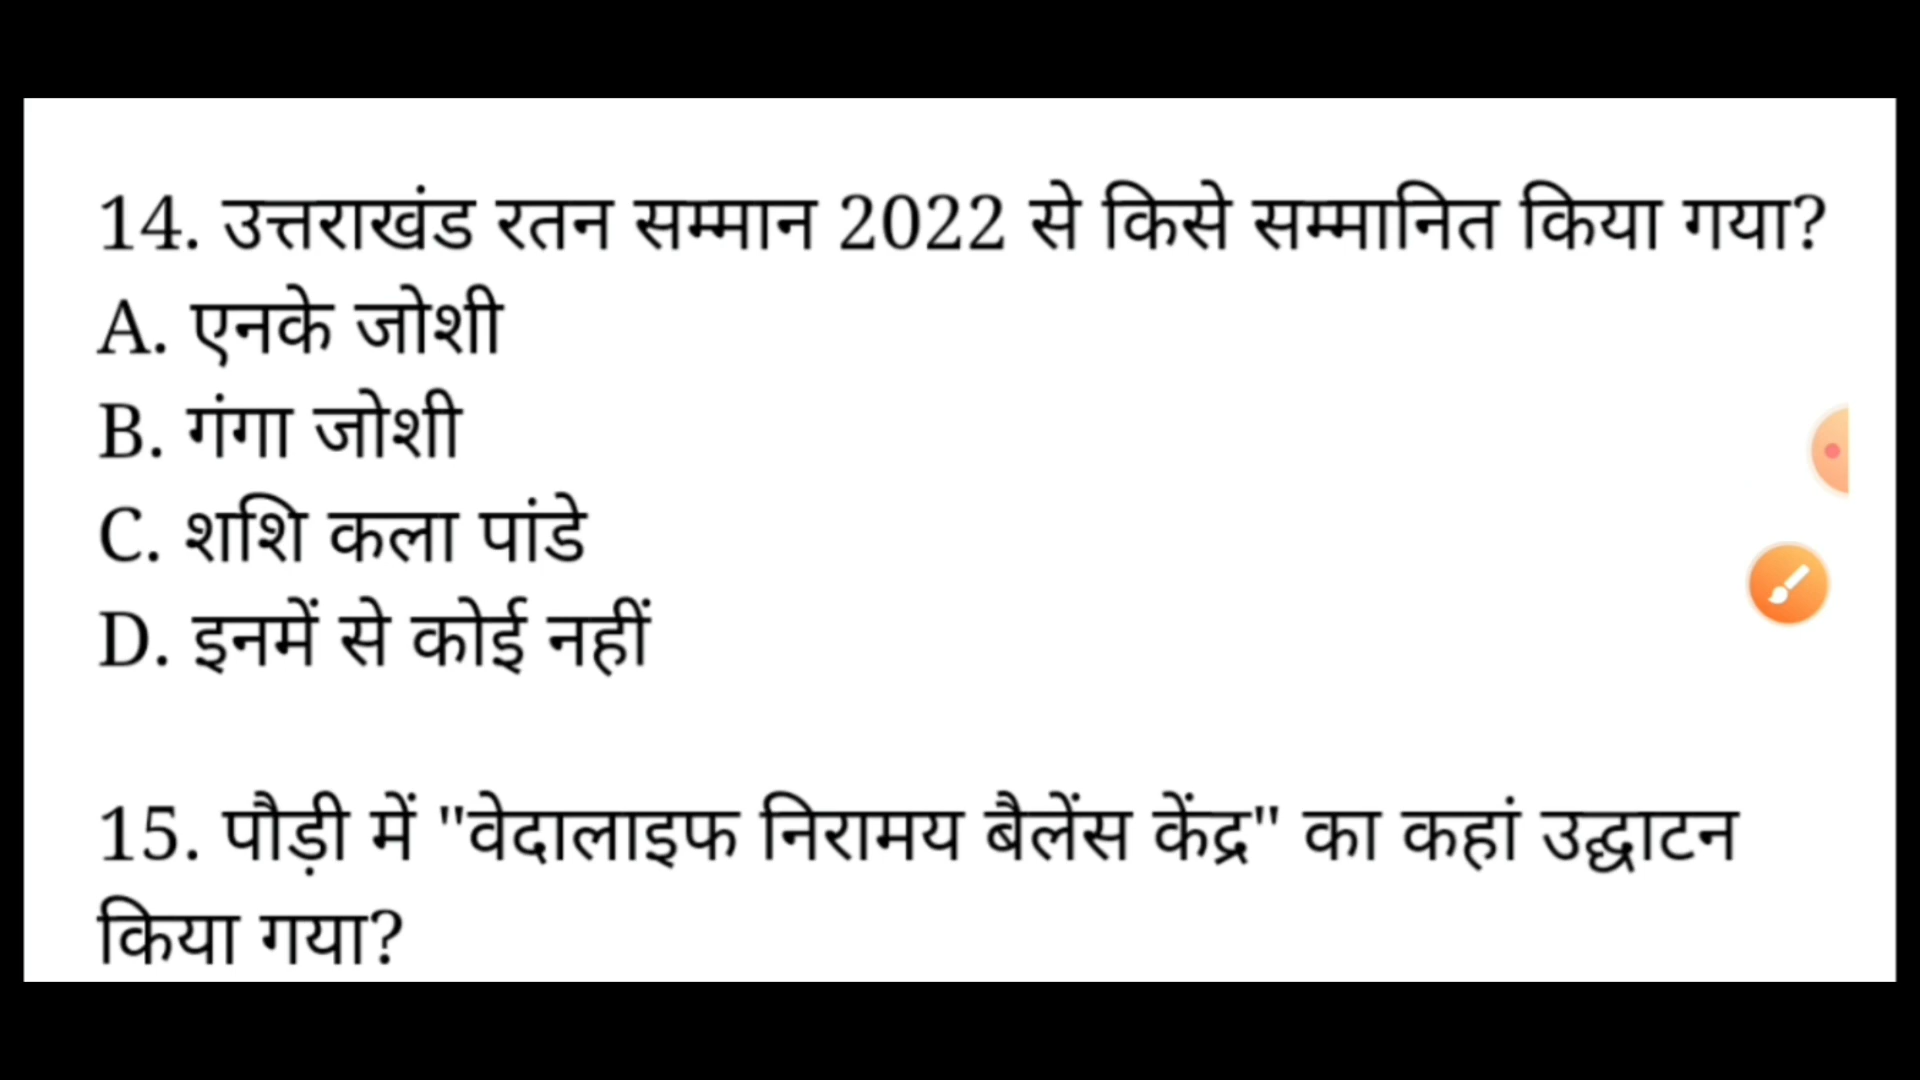 14. उत्तराखंड रतन सम्मान 2022 से किसे सम्मानित किया गया?
A. एनके जोशी
B. गंगा जोशी
C. शशि कला पांडे
D. इनमें से कोई नहीं
15. पौड़ी में "वेदालाइफ निरामय बैलेंस केंद्र" का कहां उद्घाटन
किया गया?